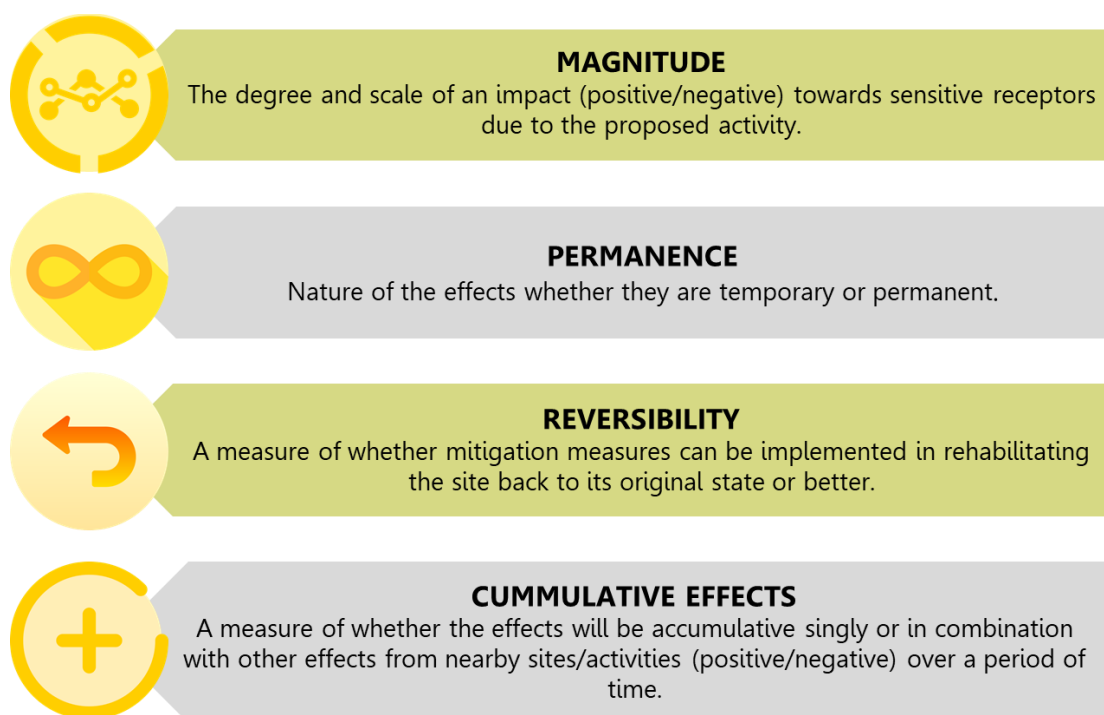 MAGNITUDE
The degree and scale of an impact (positive/negative) towards sensitive receptors
due to the proposed activity.
PERMANENCE
Nature of the effects whether they are temporary or permanent.
REVERSIBILITY
A measure of whether mitigation measures can be implemented in rehabilitating
the site back to its original state or better.
CUMMULATIVE EFFECTS
A measure of whether the effects will be accumulative singly or in combination
with other effects from nearby sites/activities (positive/negative) over a period of
time.